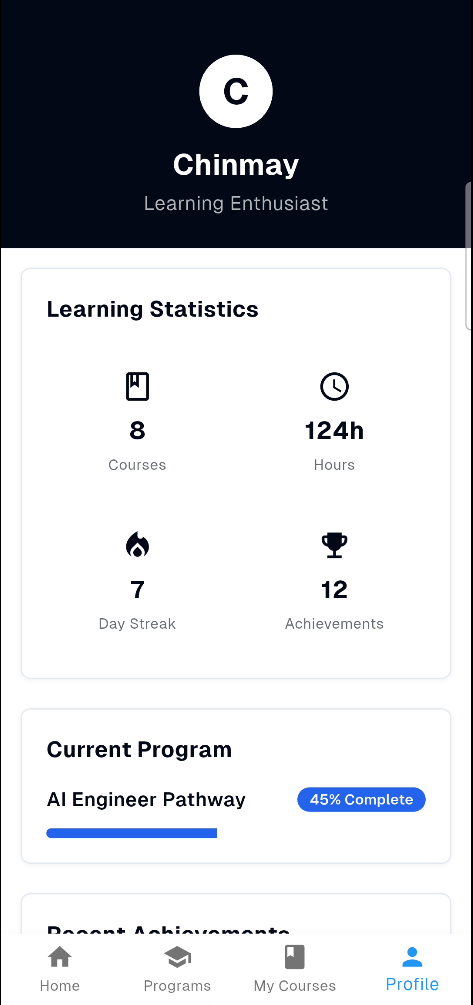 C
Chinmay
Learning Enthusiast
Learning Statistics
8
Courses
124h
Hours
7
Day Streak
12
Achievements
Current Program
AI Engineer Pathway
45% Complete
Recent Achievements
Home
Programs
My Courses
Profile